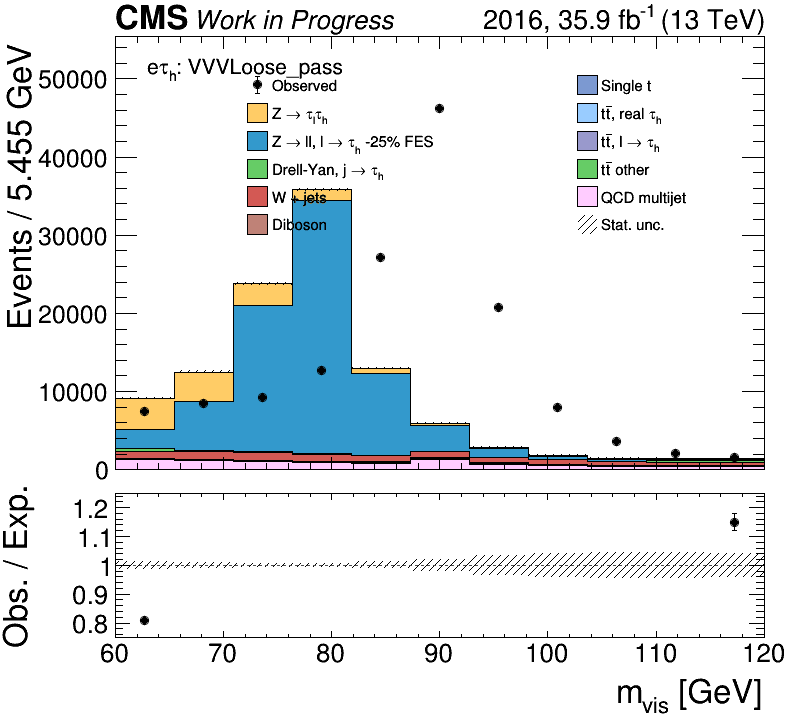 CMS Work in Progress 2016, 35.9 fb⁻¹ (13 TeV)
eτh: VVVLoose_pass
Observed
Z → τlτh
Z → ll, l → τh -25% FES
Drell-Yan, j → τh
W + jets
Diboson
Single t
tt̄, real τh
tt̄, l → τh
tt̄ other
QCD multijet
Stat. unc.
Events / 5.455 GeV
50000
40000
30000
20000
10000
0
Obs. / Exp.
1.2
1.1
1
0.9
0.8
60 70 80 90 100 110 120
mvis [GeV]